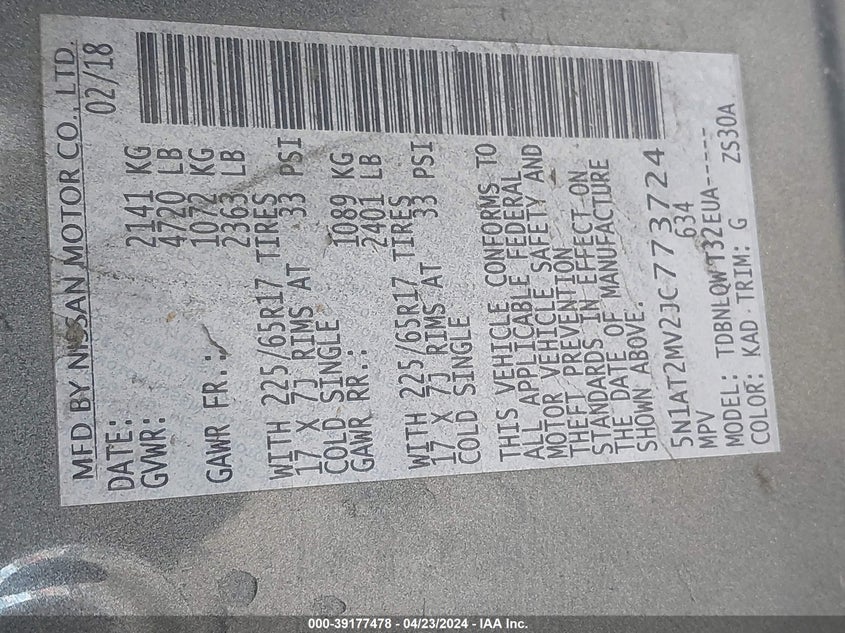 MFD BY NISSAN MOTOR CO., LTD.
DATE: 02/18
GVWR: 2141 KG
4720 LB
GAWR FR.: 1072 KG
2363 LB
WITH 225/65R17 TIRES
17 X 7J RIMS AT 33 PSI
COLD SINGLE
GAWR RR.: 1089 KG
2401 LB
WITH 225/65R17 TIRES
17 X 7J RIMS AT 33 PSI
COLD SINGLE
THIS VEHICLE CONFORMS TO
ALL APPLICABLE FEDERAL
MOTOR VEHICLE SAFETY AND
THEFT PREVENTION
STANDARDS IN EFFECT ON
THE DATE OF MANUFACTURE
SHOWN ABOVE.
5N1AT2MV2JC773724
MPV 634
MODEL: TDBNLQW T32EUA-----
COLOR: KAD TRIM: G ZS30A
000-39177478 - 04/23/2024 - IAA Inc.